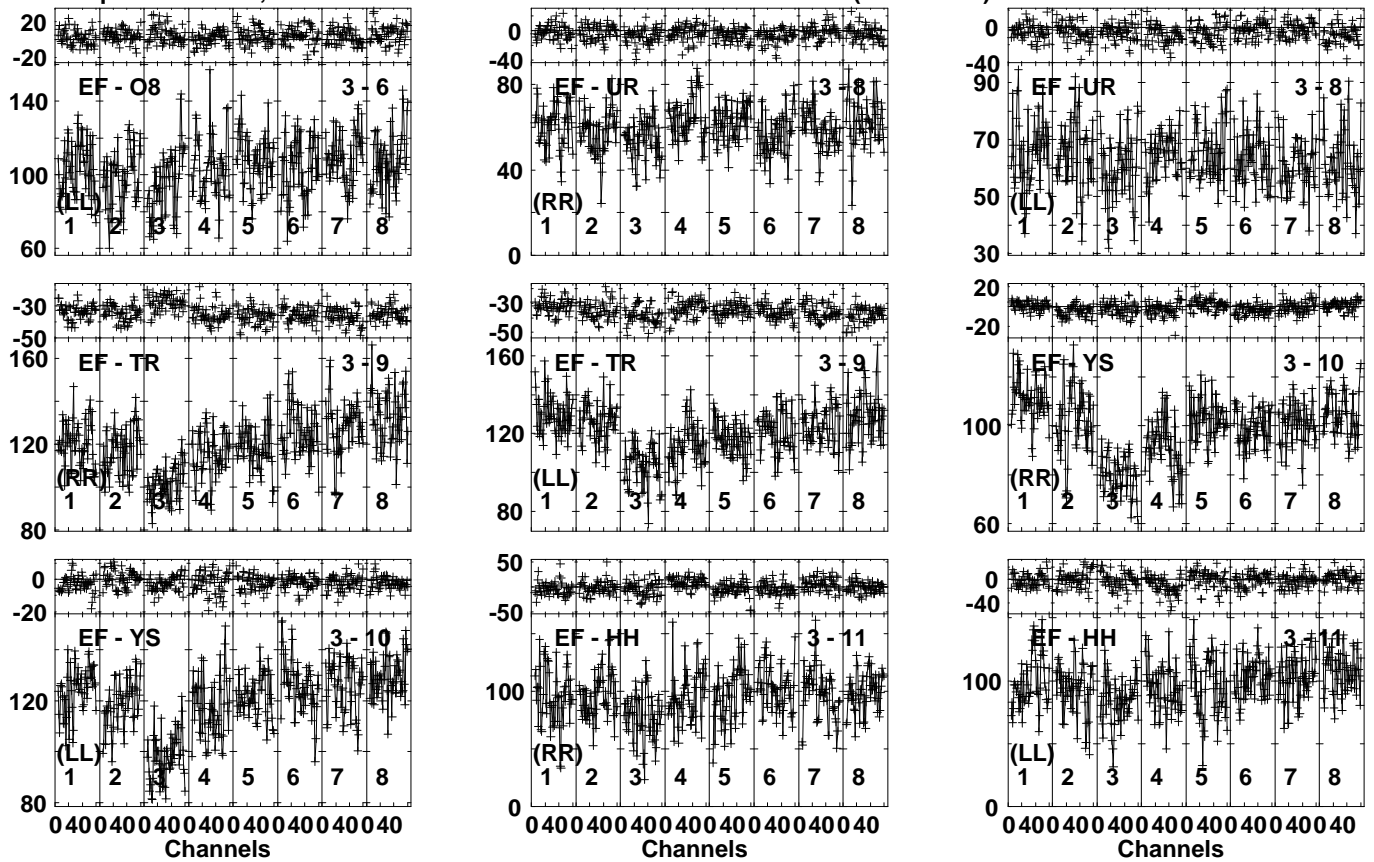 20 0 -20
EF - O8 3 - 6
140 100 60
(LL)
1 2 3 4 5 6 7 8
0 -40
EF - UR 3 - 8
80 40 0
(RR)
1 2 3 4 5 6 7 8
0 -40
EF - UR 3 - 8
90 70 50 30
(LL)
1 2 3 4 5 6 7 8
-30 -50
EF - TR 3 - 9
160 120 80
(RR)
1 2 3 4 5 6 7 8
-30 -50
EF - TR 3 - 9
160 120 80
(LL)
1 2 3 4 5 6 7 8
20 0 -20
EF - YS 3 - 10
100 60
(RR)
1 2 3 4 5 6 7 8
0 -20
EF - YS 3 - 10
120 80
(LL)
1 2 3 4 5 6 7 8
0 40 0 40 0 40 0 40 0 40 0 40 0 40 0 40
Channels
50 -50
EF - HH 3 - 11
100 0
(RR)
1 2 3 4 5 6 7 8
0 40 0 40 0 40 0 40 0 40 0 40 0 40 0 40
Channels
0 -40
EF - HH 3 - 11
100 0
(LL)
1 2 3 4 5 6 7 8
0 40 0 40 0 40 0 40 0 40 0 40 0 40 0 40
Channels